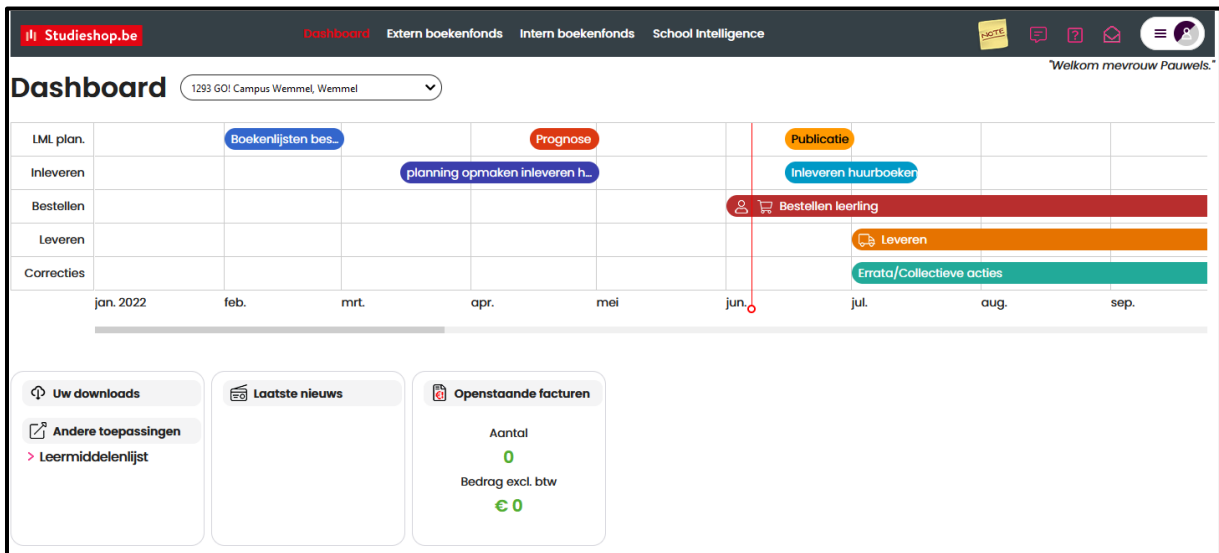 Studieshop.be
Dashboard Extern boekenfonds Intern boekenfonds School Intelligence
NOTE
"Welkom mevrouw Pauwels."
Dashboard 1293 GO! Campus Wemmel, Wemmel
LML plan. Boekenlijsten bes... Prognose Publicatie
Inleveren planning opmaken inleveren h... Inleveren huurboeken
Bestellen Bestellen leerling
Leveren Leveren
Correcties Errata/Collectieve acties
jan. 2022 feb. mrt. apr. mei jun. jul. aug. sep.
Uw downloads Laatste nieuws Openstaande facturen
Andere toepassingen Aantal
> Leermiddelenlijst 0
Bedrag excl. btw
€ 0